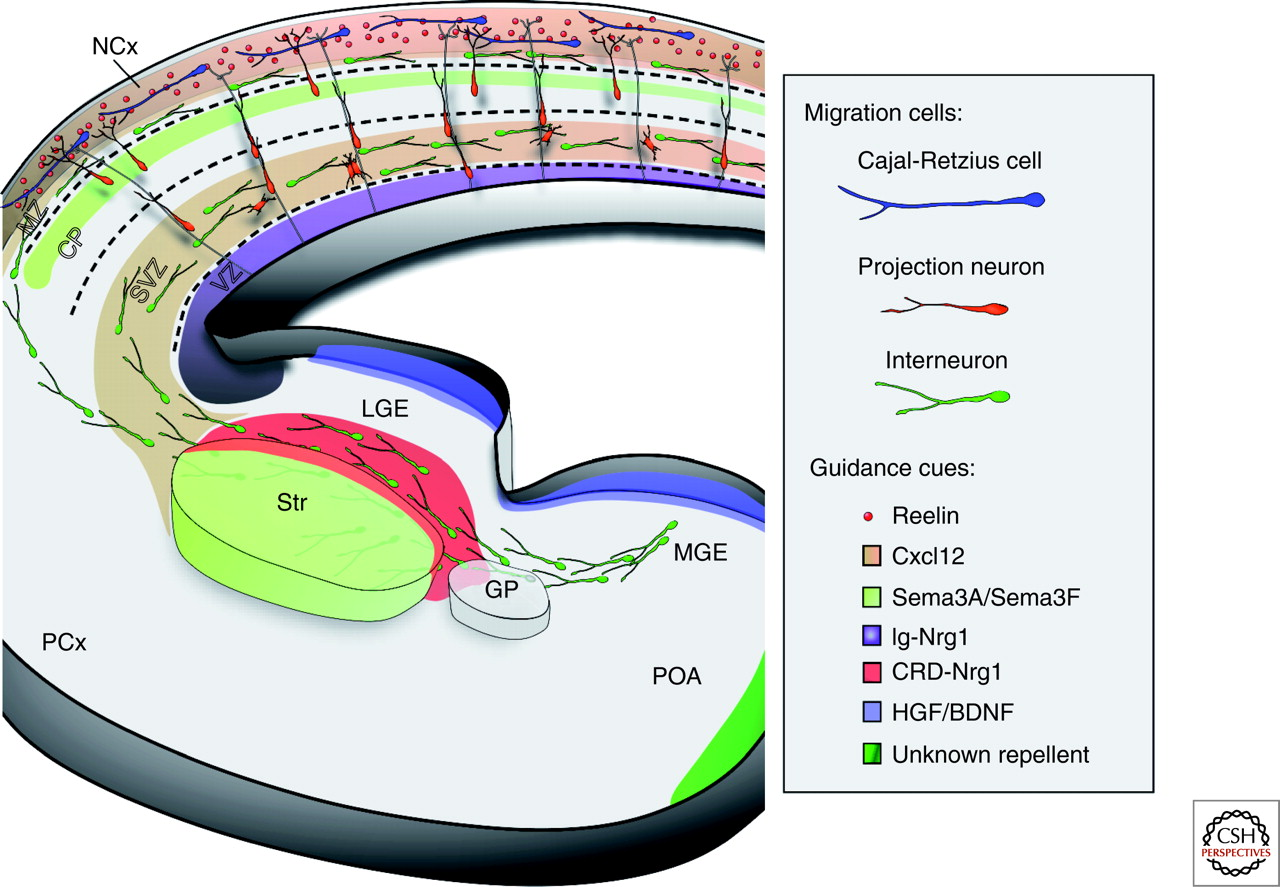 NCx
MZ
CP
SVZ
VZ
LGE
Str
MGE
GP
PCx
POA
Migration cells:
Cajal-Retzius cell
Projection neuron
Interneuron
Guidance cues:
Reelin
Cxcl12
Sema3A/Sema3F
Ig-Nrg1
CRD-Nrg1
HGF/BDNF
Unknown repellent
CSH
PERSPECTIVES